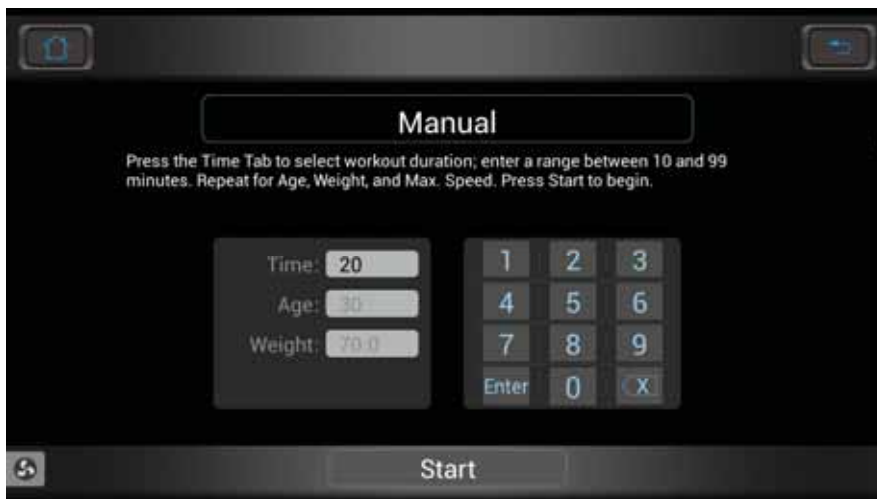 Manual
Press the Time Tab to select workout duration; enter a range between 10 and 99
minutes. Repeat for Age, Weight, and Max. Speed. Press Start to begin.
Time: 20
Age: 30
Weight: 70.0
1 2 3
4 5 6
7 8 9
Enter 0 X
Start